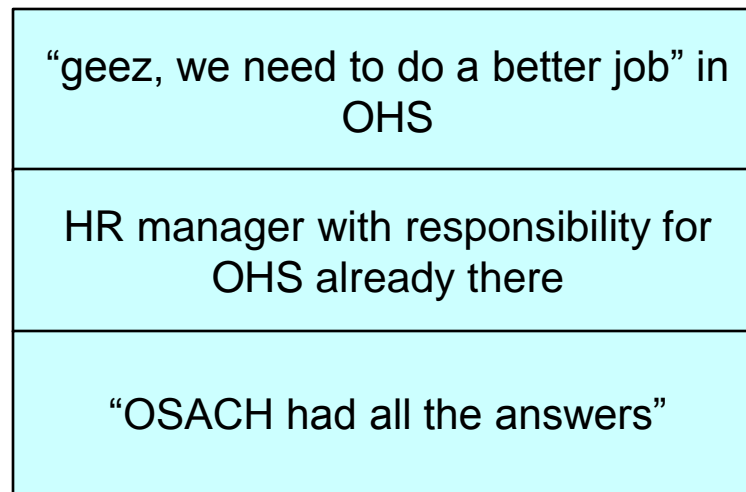 “geez, we need to do a better job” in
OHS
HR manager with responsibility for
OHS already there
“OSACH had all the answers”